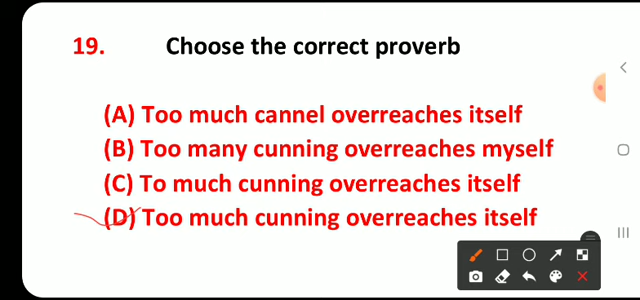 19. Choose the correct proverb
(A) Too much cannel overreaches itself
(B) Too many cunning overreaches myself
(C) To much cunning overreaches itself
(D) Too much cunning overreaches itself